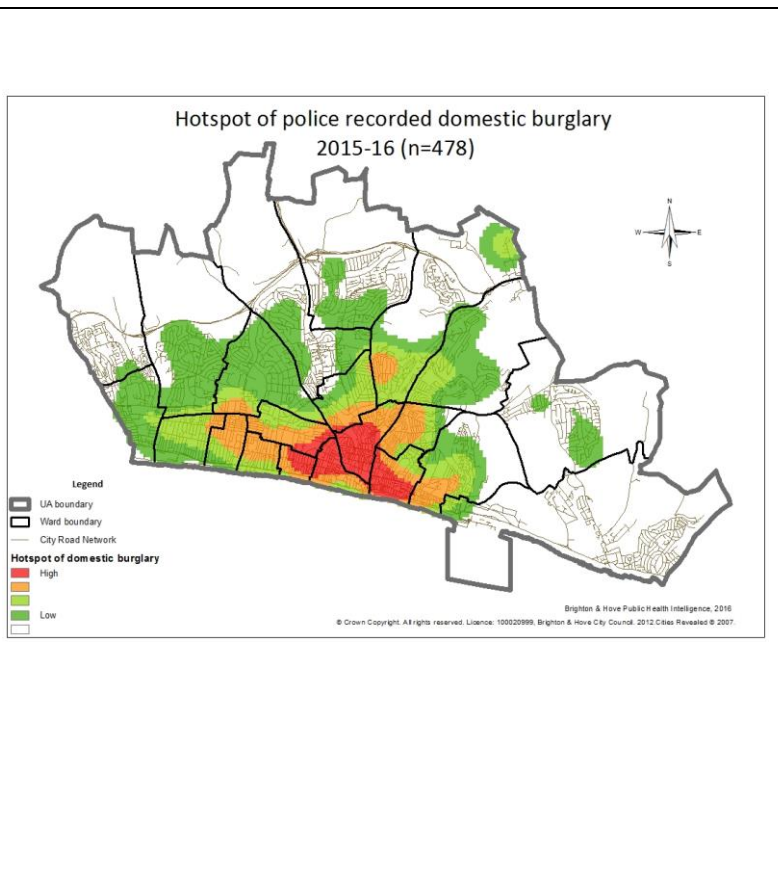 Hotspot of police recorded domestic burglary
2015-16 (n=478)
N
W
E
S
Legend
UA boundary
Ward boundary
City Road Network
Hotspot of domestic burglary
High
Low
Brighton & Hove Public Health Intelligence, 2016
© Crown Copyright. All rights reserved. Licence: 100020999, Brighton & Hove City Council. 2012 Cities Revealed © 2007.